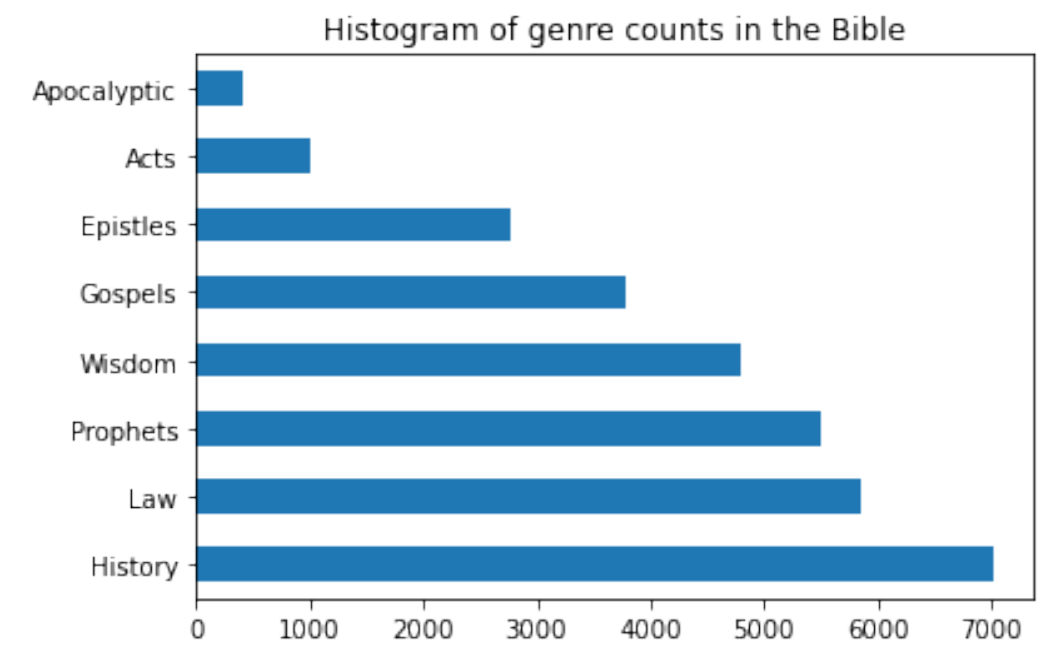 Histogram of genre counts in the Bible
Apocalyptic
Acts
Epistles
Gospels
Wisdom
Prophets
Law
History
0 1000 2000 3000 4000 5000 6000 7000